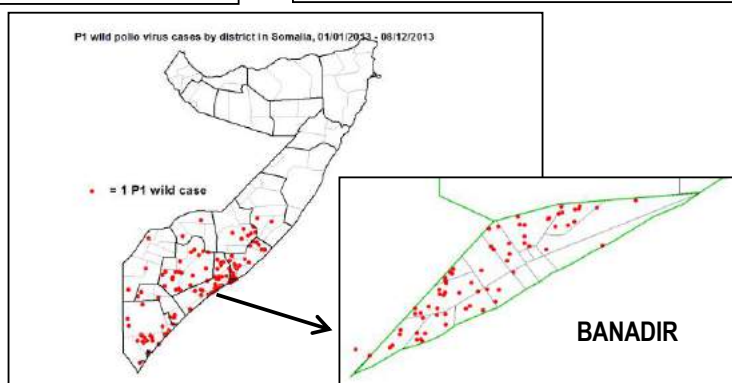 P1 wild polio virus cases by district in Somalia, 01/01/2013 - 08/12/2013
= 1 P1 wild case
BANADIR